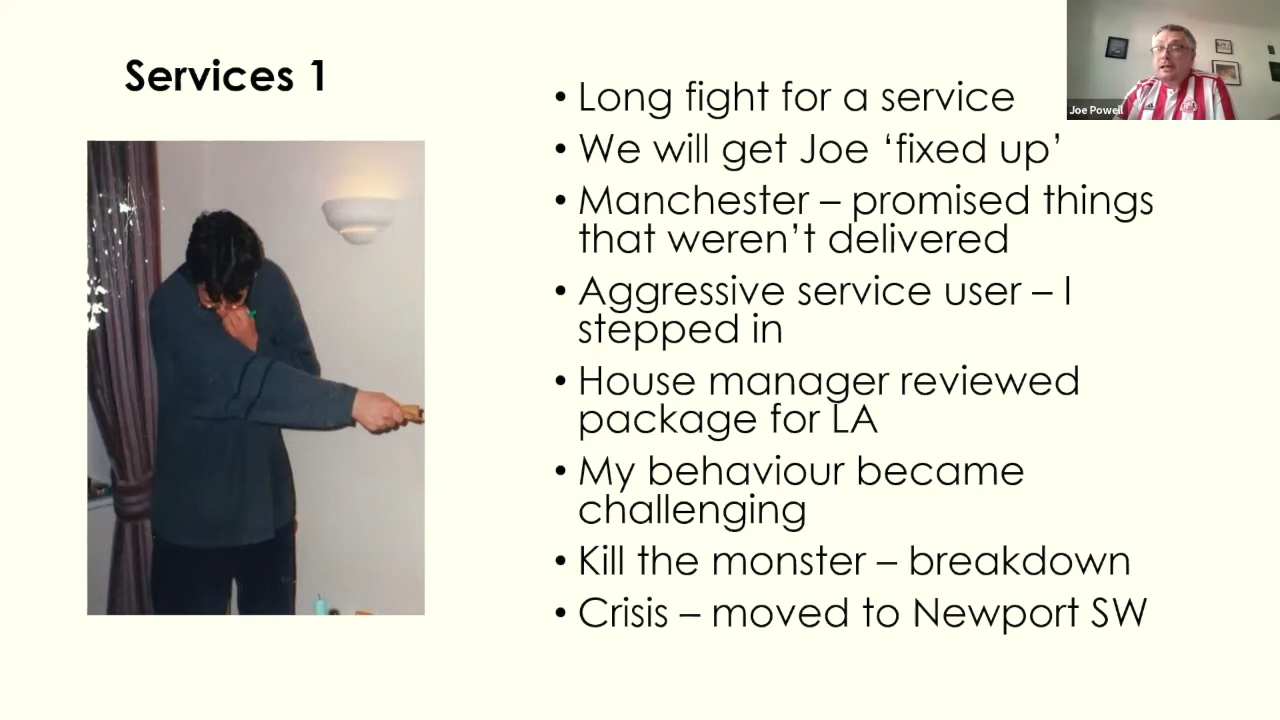 Services 1
• Long fight for a service
• We will get Joe ‘fixed up’
• Manchester – promised things
that weren’t delivered
• Aggressive service user – I
stepped in
• House manager reviewed
package for LA
• My behaviour became
challenging
• Kill the monster – breakdown
• Crisis – moved to Newport SW
Joe Powell